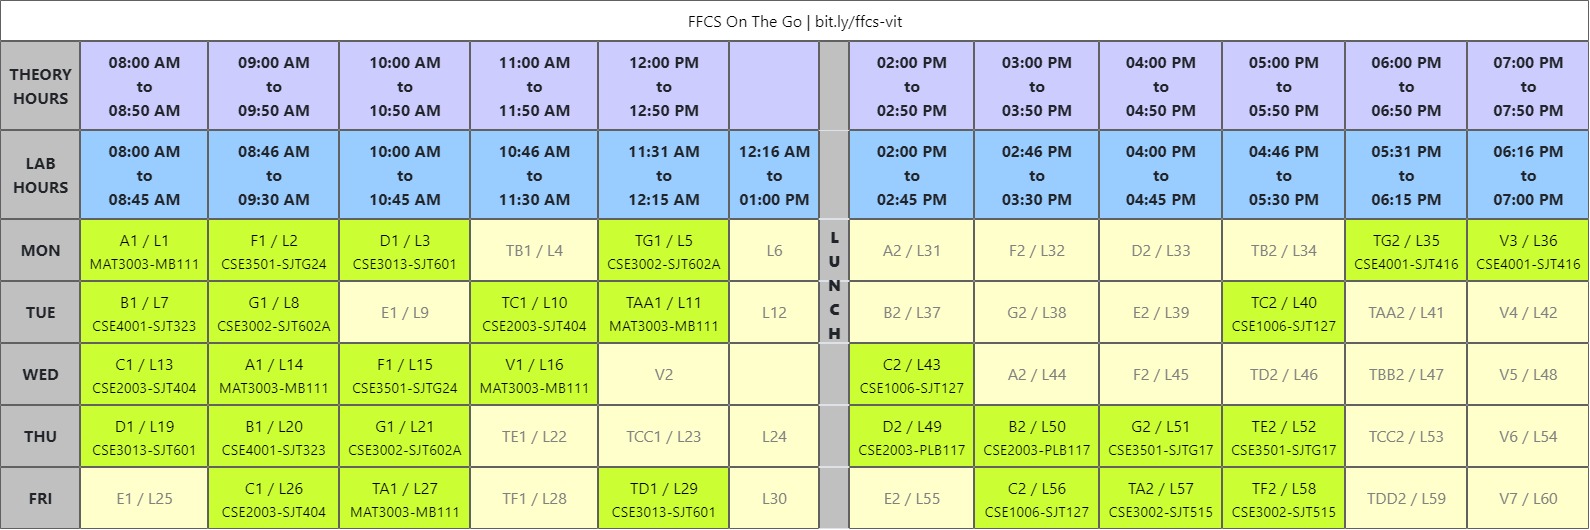 FFCS On The Go | bit.ly/ffcs-vit
THEORY
HOURS
08:00 AM
to
08:50 AM
09:00 AM
to
09:50 AM
10:00 AM
to
10:50 AM
11:00 AM
to
11:50 AM
12:00 PM
to
12:50 PM
02:00 PM
to
02:50 PM
03:00 PM
to
03:50 PM
04:00 PM
to
04:50 PM
05:00 PM
to
05:50 PM
06:00 PM
to
06:50 PM
07:00 PM
to
07:50 PM
LAB
HOURS
08:00 AM
to
08:45 AM
08:46 AM
to
09:30 AM
10:00 AM
to
10:45 AM
10:46 AM
to
11:30 AM
11:31 AM
to
12:15 AM
12:16 AM
to
01:00 PM
02:00 PM
to
02:45 PM
02:46 PM
to
03:30 PM
04:00 PM
to
04:45 PM
04:46 PM
to
05:30 PM
05:31 PM
to
06:15 PM
06:16 PM
to
07:00 PM
MON
A1 / L1
MAT3003-MB111
F1 / L2
CSE3501-SJTG24
D1 / L3
CSE3013-SJT601
TB1 / L4
TG1 / L5
CSE3002-SJT602A
L6
L
U
N
C
H
A2 / L31
F2 / L32
D2 / L33
TB2 / L34
TG2 / L35
CSE4001-SJT416
V3 / L36
CSE4001-SJT416
TUE
B1 / L7
CSE4001-SJT323
G1 / L8
CSE3002-SJT602A
E1 / L9
TC1 / L10
CSE2003-SJT404
TAA1 / L11
MAT3003-MB111
L12
B2 / L37
G2 / L38
E2 / L39
TC2 / L40
CSE1006-SJT127
TAA2 / L41
V4 / L42
WED
C1 / L13
CSE2003-SJT404
A1 / L14
MAT3003-MB111
F1 / L15
CSE3501-SJTG24
V1 / L16
MAT3003-MB111
V2
C2 / L43
CSE1006-SJT127
A2 / L44
F2 / L45
TD2 / L46
TBB2 / L47
V5 / L48
THU
D1 / L19
CSE3013-SJT601
B1 / L20
CSE4001-SJT323
G1 / L21
CSE3002-SJT602A
TE1 / L22
TCC1 / L23
L24
D2 / L49
CSE2003-PLB117
B2 / L50
CSE2003-PLB117
G2 / L51
CSE3501-SJTG17
TE2 / L52
CSE3501-SJTG17
TCC2 / L53
V6 / L54
FRI
E1 / L25
C1 / L26
CSE2003-SJT404
TA1 / L27
MAT3003-MB111
TF1 / L28
TD1 / L29
CSE3013-SJT601
L30
E2 / L55
C2 / L56
CSE1006-SJT127
TA2 / L57
CSE3002-SJT515
TF2 / L58
CSE3002-SJT515
TDD2 / L59
V7 / L60